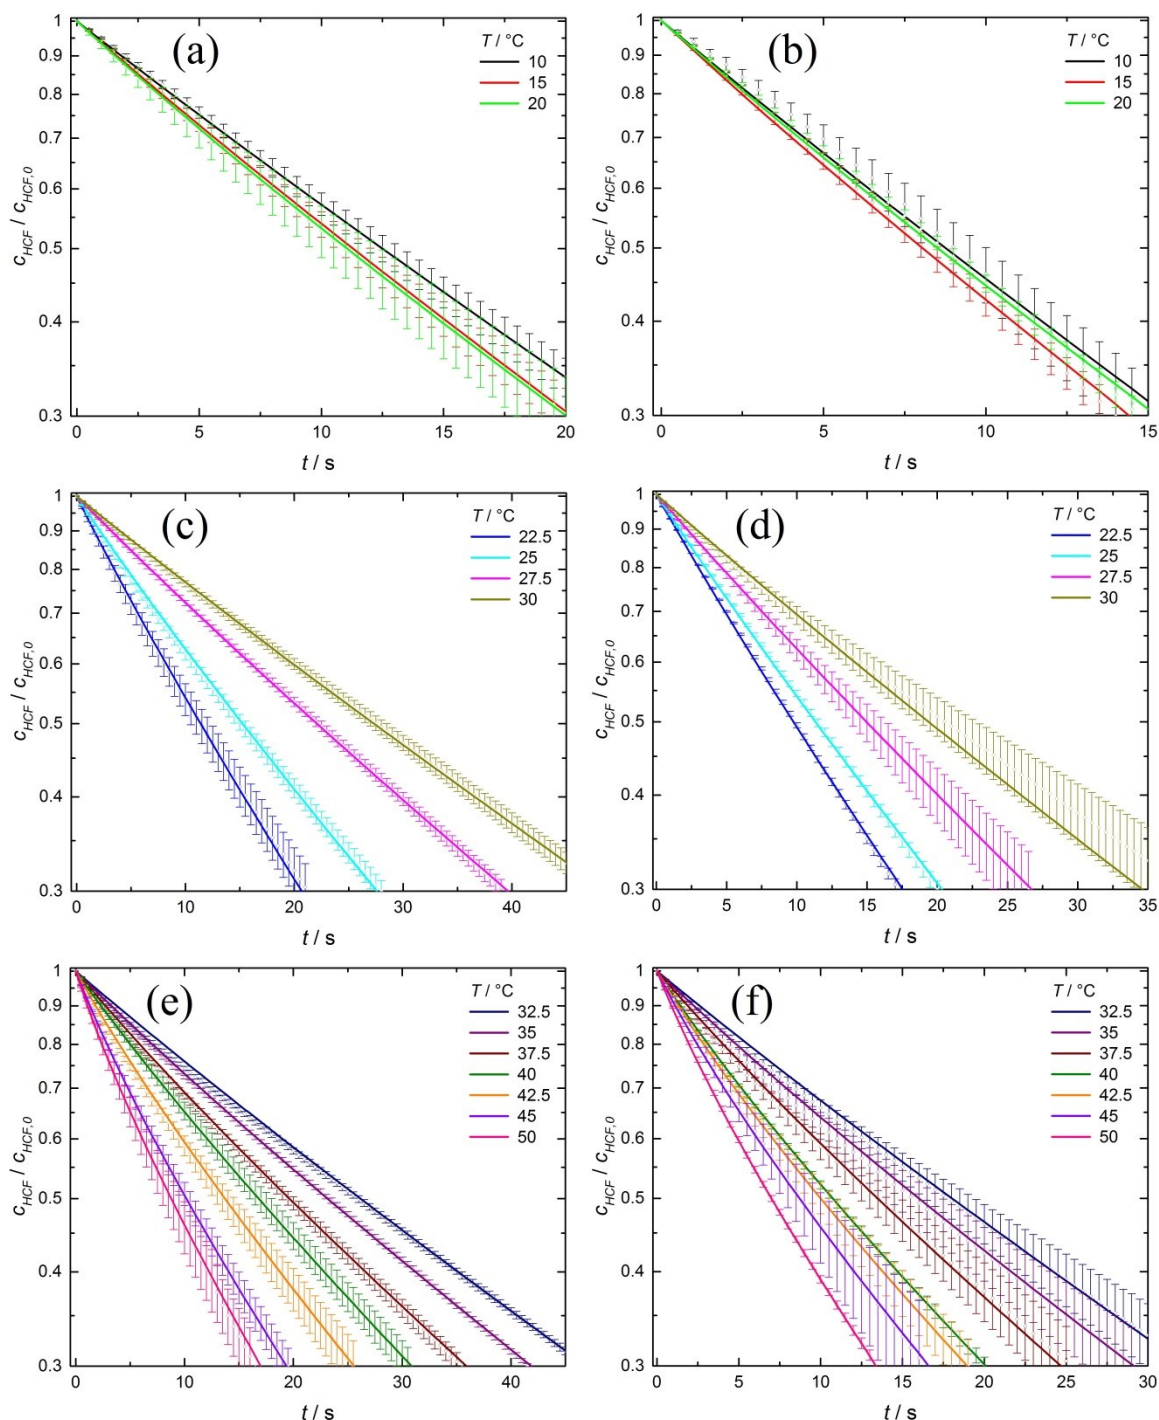 (a)
T / °C
10
15
20
1
0.9
0.8
0.7
0.6
0.5
0.4
0.3
c_HCF / c_HCF,0
0 5 10 15 20
t / s
(b)
T / °C
10
15
20
1
0.9
0.8
0.7
0.6
0.5
0.4
0.3
c_HCF / c_HCF,0
0 5 10 15
t / s
(c)
T / °C
22.5
25
27.5
30
1
0.9
0.8
0.7
0.6
0.5
0.4
0.3
c_HCF / c_HCF,0
0 10 20 30 40
t / s
(d)
T / °C
22.5
25
27.5
30
1
0.9
0.8
0.7
0.6
0.5
0.4
0.3
c_HCF / c_HCF,0
0 5 10 15 20 25 30 35
t / s
(e)
T / °C
32.5
35
37.5
40
42.5
45
50
1
0.9
0.8
0.7
0.6
0.5
0.4
0.3
c_HCF / c_HCF,0
0 10 20 30 40
t / s
(f)
T / °C
32.5
35
37.5
40
42.5
45
50
1
0.9
0.8
0.7
0.6
0.5
0.4
0.3
c_HCF / c_HCF,0
0 5 10 15 20 25 30
t / s